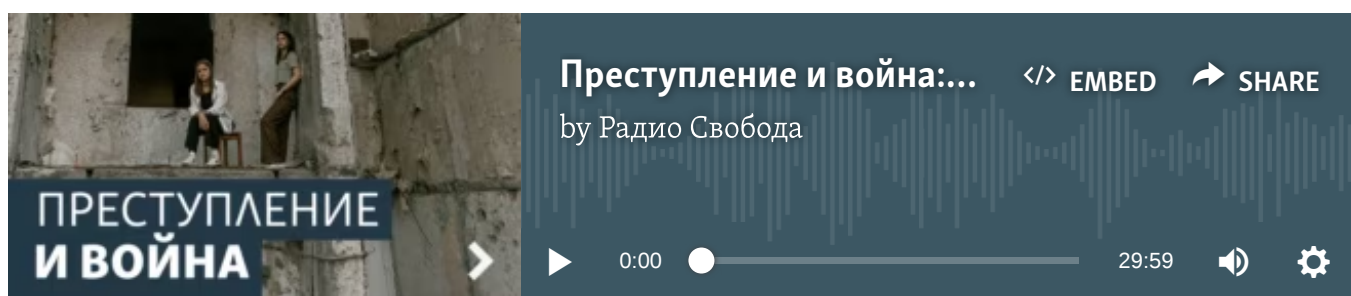 ПРЕСТУПЛЕНИЕ
И ВОЙНА
Преступление и война:...
EMBED
SHARE
by Радио Свобода
0:00
29:59